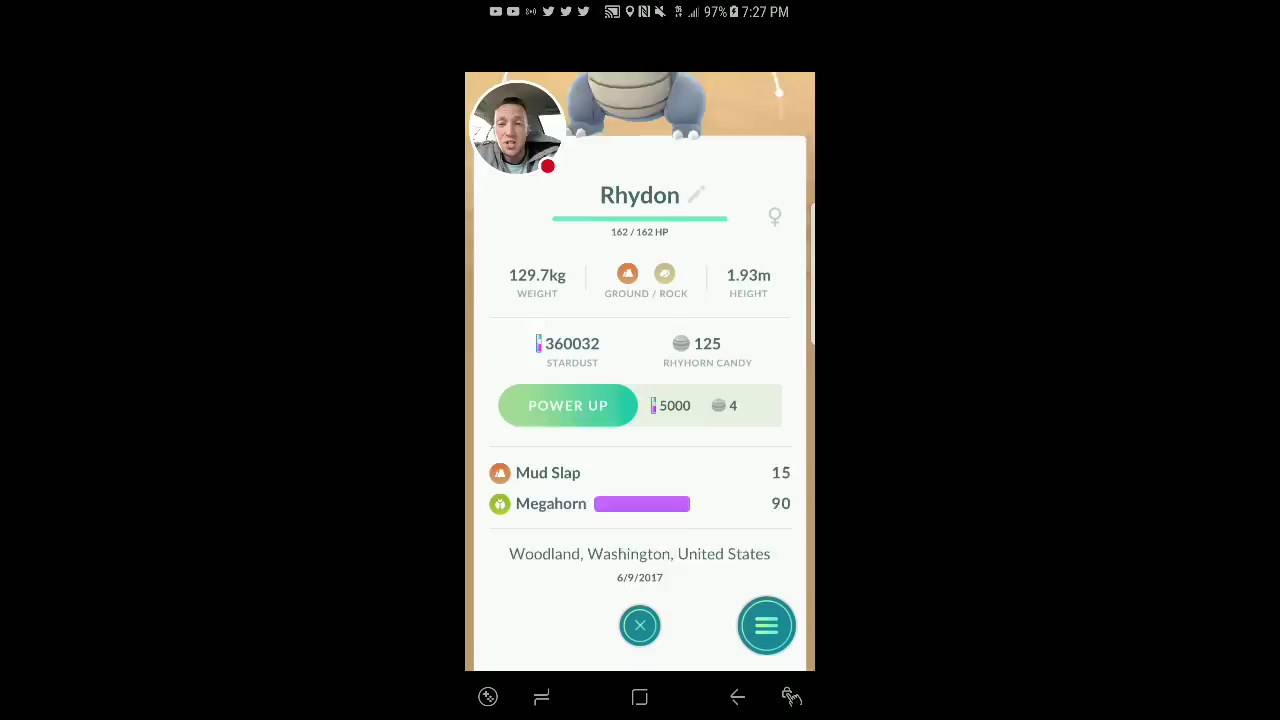 97% 7:27 PM
Rhydon
162 / 162 HP
129.7kg
WEIGHT
GROUND / ROCK
1.93m
HEIGHT
360032
STARDUST
125
RHYHORN CANDY
POWER UP 5000 4
Mud Slap 15
Megahorn 90
Woodland, Washington, United States
6/9/2017